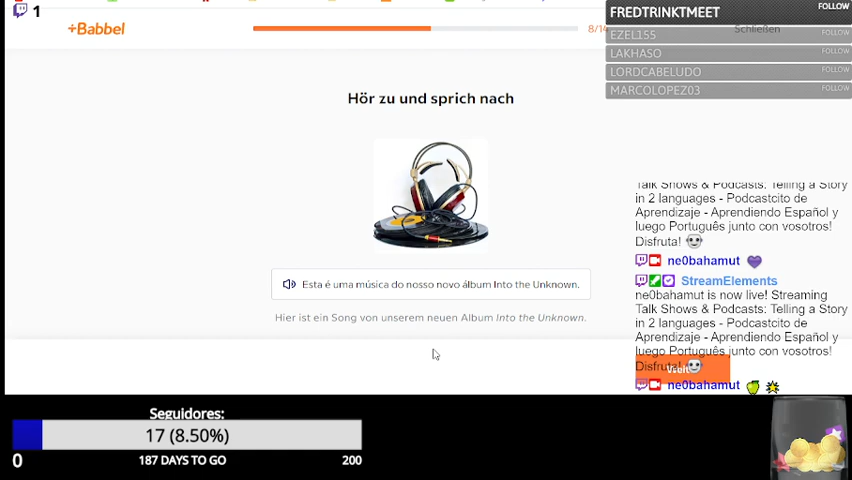 1
+Babbel
8/14
Schließen
FREDTRINKTMEET FOLLOW
EZEL155 FOLLOW
LAKHASO FOLLOW
LORDCABELUDO FOLLOW
MARCOLOPEZ03 FOLLOW
Hör zu und sprich nach
Esta é uma música do nosso novo álbum Into the Unknown.
Hier ist ein Song von unserem neuen Album Into the Unknown.
Talk Shows & Podcasts: Telling a Story
in 2 languages - Podcastcito de
Aprendizaje - Aprendiendo Español y
luego Português junto con vosotros!
Disfruta!
ne0bahamut
StreamElements
ne0bahamut is now live! Streaming
Talk Shows & Podcasts: Telling a Story
in 2 languages - Podcastcito de
Aprendizaje - Aprendiendo Español y
luego Português junto con vosotros!
Disfruta!
ne0bahamut
Seguidores:
17 (8.50%)
0 187 DAYS TO GO 200